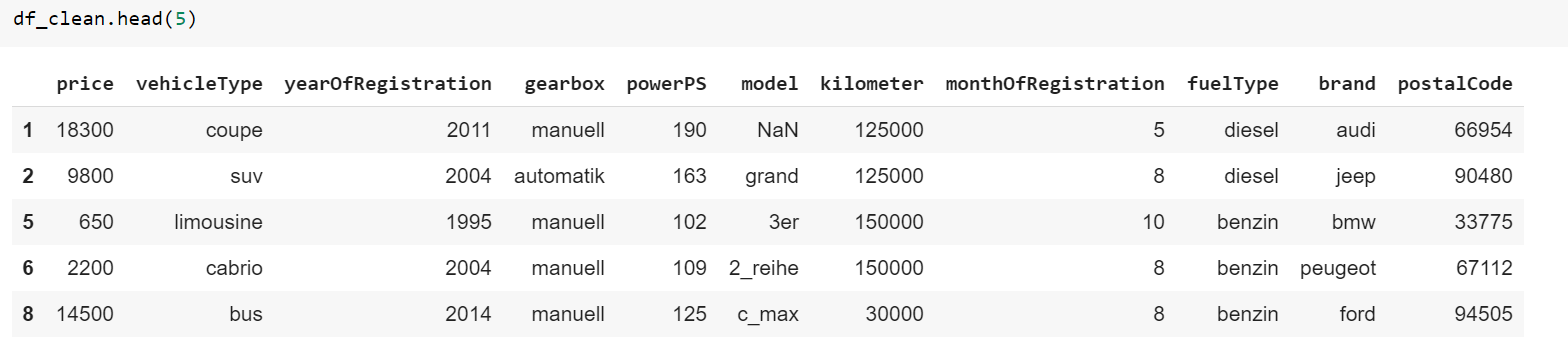 df_clean.head(5)
price vehicleType yearOfRegistration gearbox powerPS model kilometer monthOfRegistration fuelType brand postalCode
1 18300 coupe 2011 manuell 190 NaN 125000 5 diesel audi 66954
2 9800 suv 2004 automatik 163 grand 125000 8 diesel jeep 90480
5 650 limousine 1995 manuell 102 3er 150000 10 benzin bmw 33775
6 2200 cabrio 2004 manuell 109 2_reihe 150000 8 benzin peugeot 67112
8 14500 bus 2014 manuell 125 c_max 30000 8 benzin ford 94505